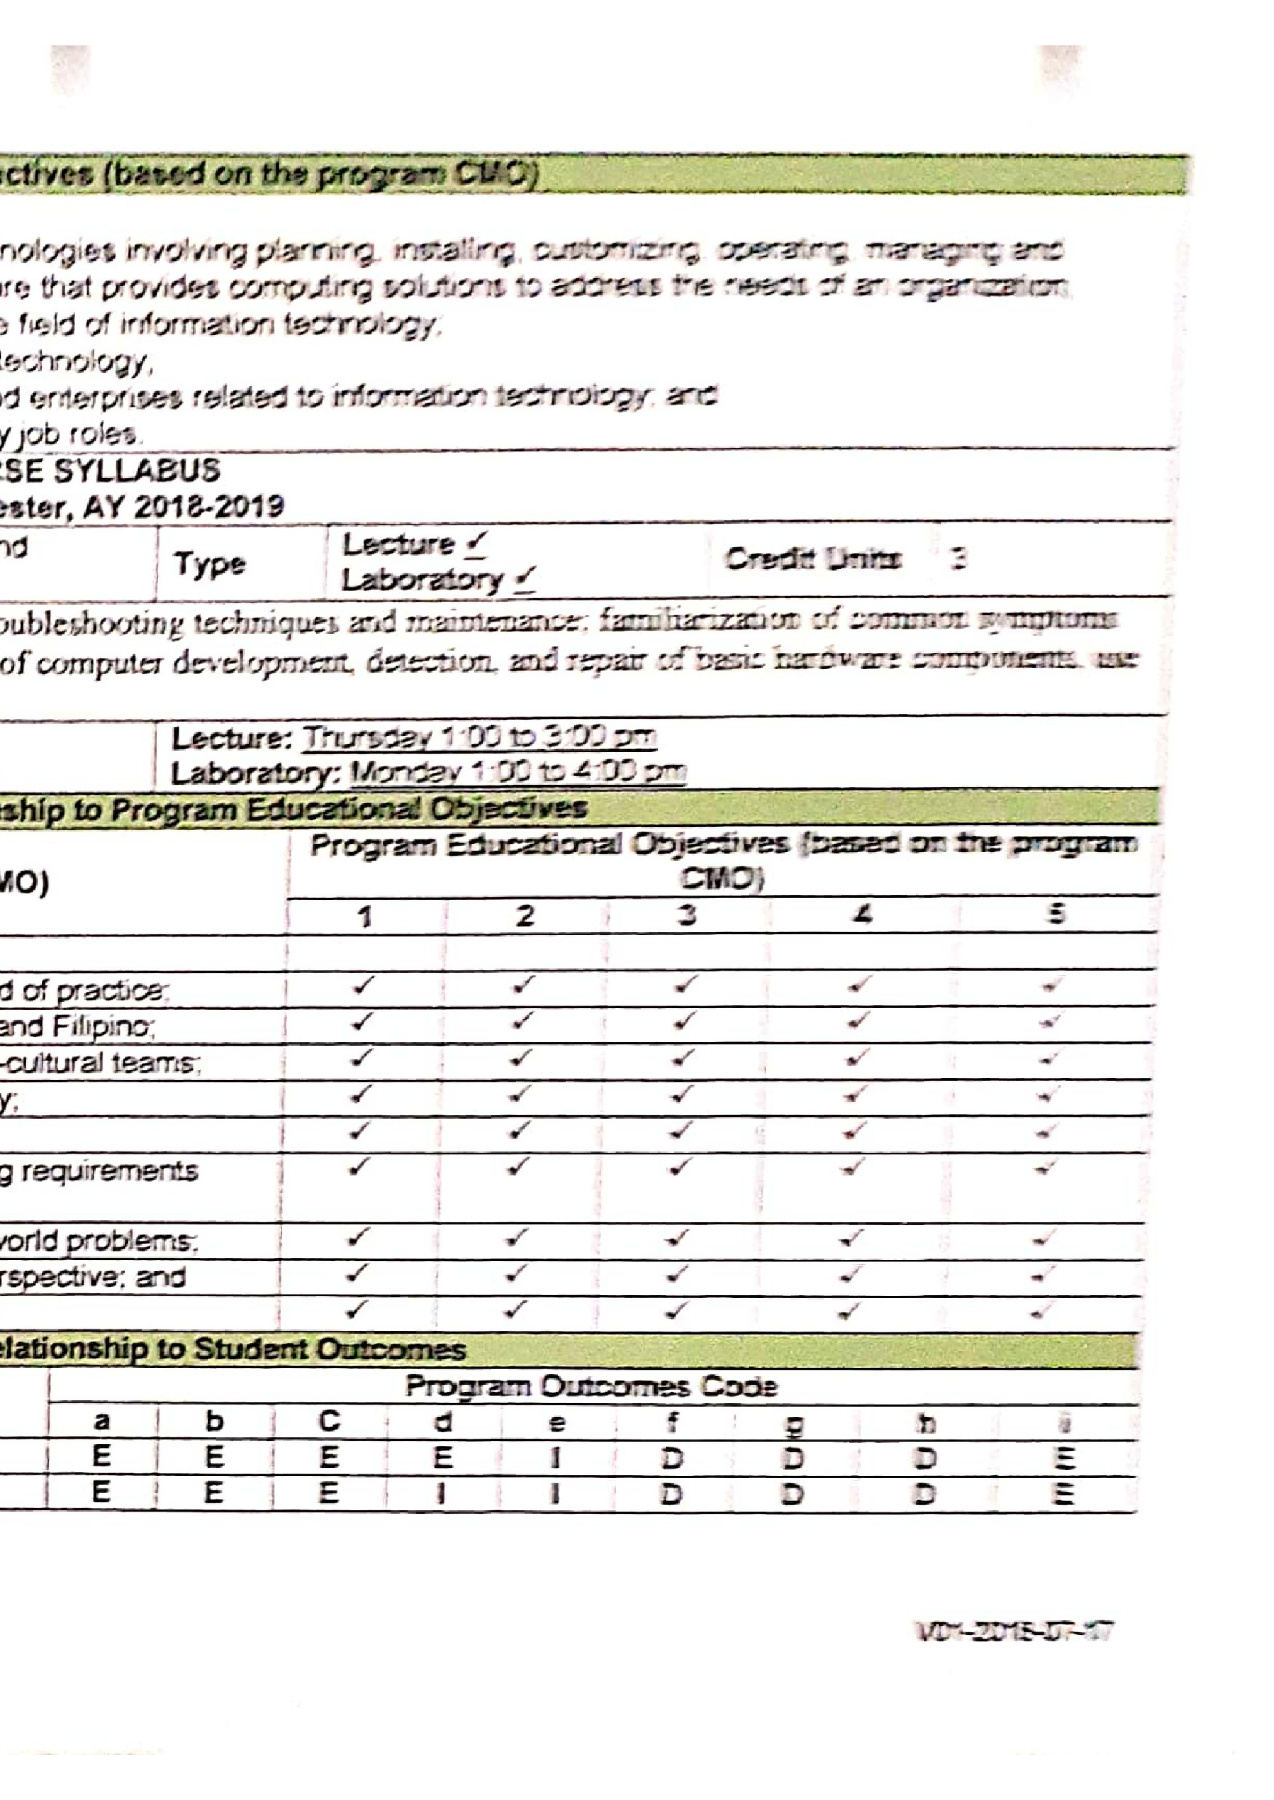 ctives (based on the program CMO)
nologies involving planning, installing, customizing, operating, managing and
re that provides computing solutions to address the needs of an organization
e field of information technology;
technology,
d enterprises related to information technology; and
y job roles.
RSE SYLLABUS
ester, AY 2018-2019
nd Type Lecture ✓ Credit Units 3
Laboratory ✓
oubleshooting techniques and maintenance; familiarization of common symptoms
of computer development, detection, and repair of basic hardware components, use
Lecture: Thursday 1:00 to 3:00 pm
Laboratory: Monday 1:00 to 4:00 pm
ship to Program Educational Objectives
Program Educational Objectives (based on the program
MO) CMO)
1 2 3 4 5
d of practice; ✓ ✓ ✓ ✓ ✓
and Filipino; ✓ ✓ ✓ ✓ ✓
-cultural teams; ✓ ✓ ✓ ✓ ✓
y; ✓ ✓ ✓ ✓ ✓
✓ ✓ ✓ ✓ ✓
g requirements ✓ ✓ ✓ ✓ ✓
world problems; ✓ ✓ ✓ ✓ ✓
rspective; and ✓ ✓ ✓ ✓ ✓
✓ ✓ ✓ ✓ ✓
elationship to Student Outcomes
Program Outcomes Code
a b C d e f g h i
E E E E I D D D E
E E E I I D D D E